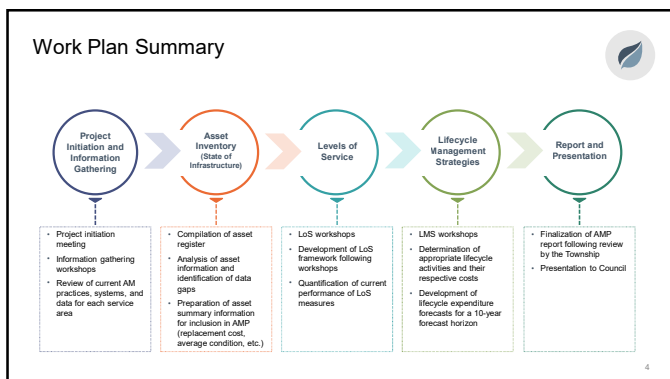 Work Plan Summary
Project
Initiation and
Information
Gathering
Asset
Inventory
(State of
Infrastructure)
Levels of
Service
Lifecycle
Management
Strategies
Report and
Presentation
• Project initiation
meeting
• Information gathering
workshops
• Review of current AM
practices, systems, and
data for each service
area
• Compilation of asset
register
• Analysis of asset
information and
identification of data
gaps
• Preparation of asset
summary information
for inclusion in AMP
(replacement cost,
average condition, etc.)
• LoS workshops
• Development of LoS
framework following
workshops
• Quantification of current
performance of LoS
measures
• LMS workshops
• Determination of
appropriate lifecycle
activities and their
respective costs
• Development of
lifecycle expenditure
forecasts for a 10-year
forecast horizon
• Finalization of AMP
report following review
by the Township
• Presentation to Council
4